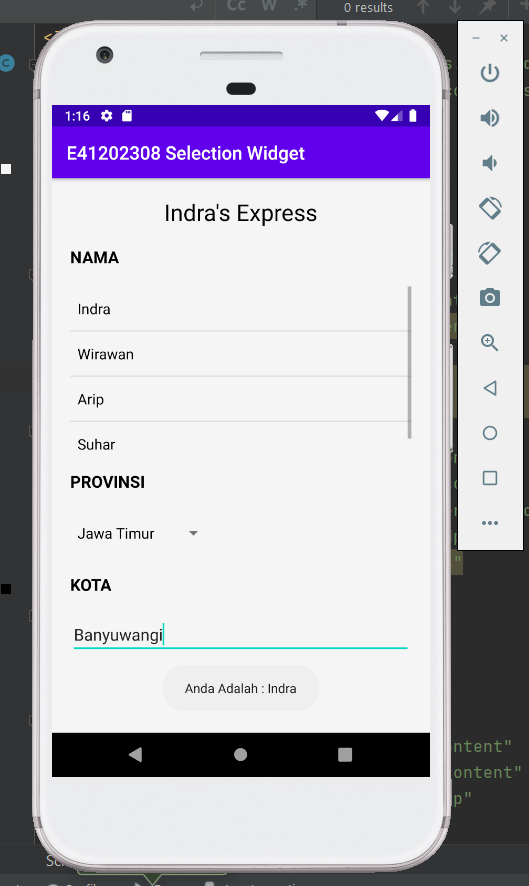 Cc W .*
0 results
1:16
E41202308 Selection Widget
Indra's Express
NAMA
Indra
Wirawan
Arip
Suhar
PROVINSI
Jawa Timur
KOTA
Banyuwangi
Anda Adalah : Indra
ntent"
ontent"
p"